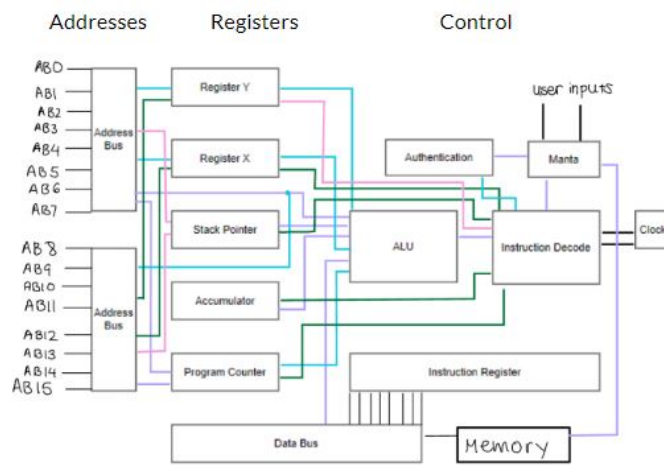 Addresses
Registers
Control
AB0
AB1
AB2
AB3
AB4
AB5
AB6
AB7
Address
Bus
AB8
AB9
AB10
AB11
AB12
AB13
AB14
AB15
Address
Bus
Register Y
Register X
Stack Pointer
Accumulator
Program Counter
Data Bus
user inputs
Authentication
Manta
ALU
Instruction Decode
Clock
Instruction Register
Memory